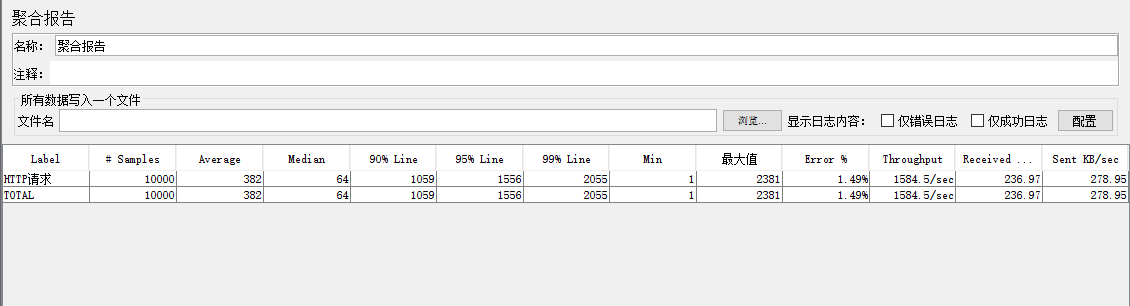 聚合报告
名称： 聚合报告
注释：
所有数据写入一个文件
文件名 浏览... 显示日志内容： 仅错误日志 仅成功日志 配置
Label # Samples Average Median 90% Line 95% Line 99% Line Min 最大值 Error % Throughput Received ... Sent KB/sec
HTTP请求 10000 382 64 1059 1556 2055 1 2381 1.49% 1584.5/sec 236.97 278.95
TOTAL 10000 382 64 1059 1556 2055 1 2381 1.49% 1584.5/sec 236.97 278.95